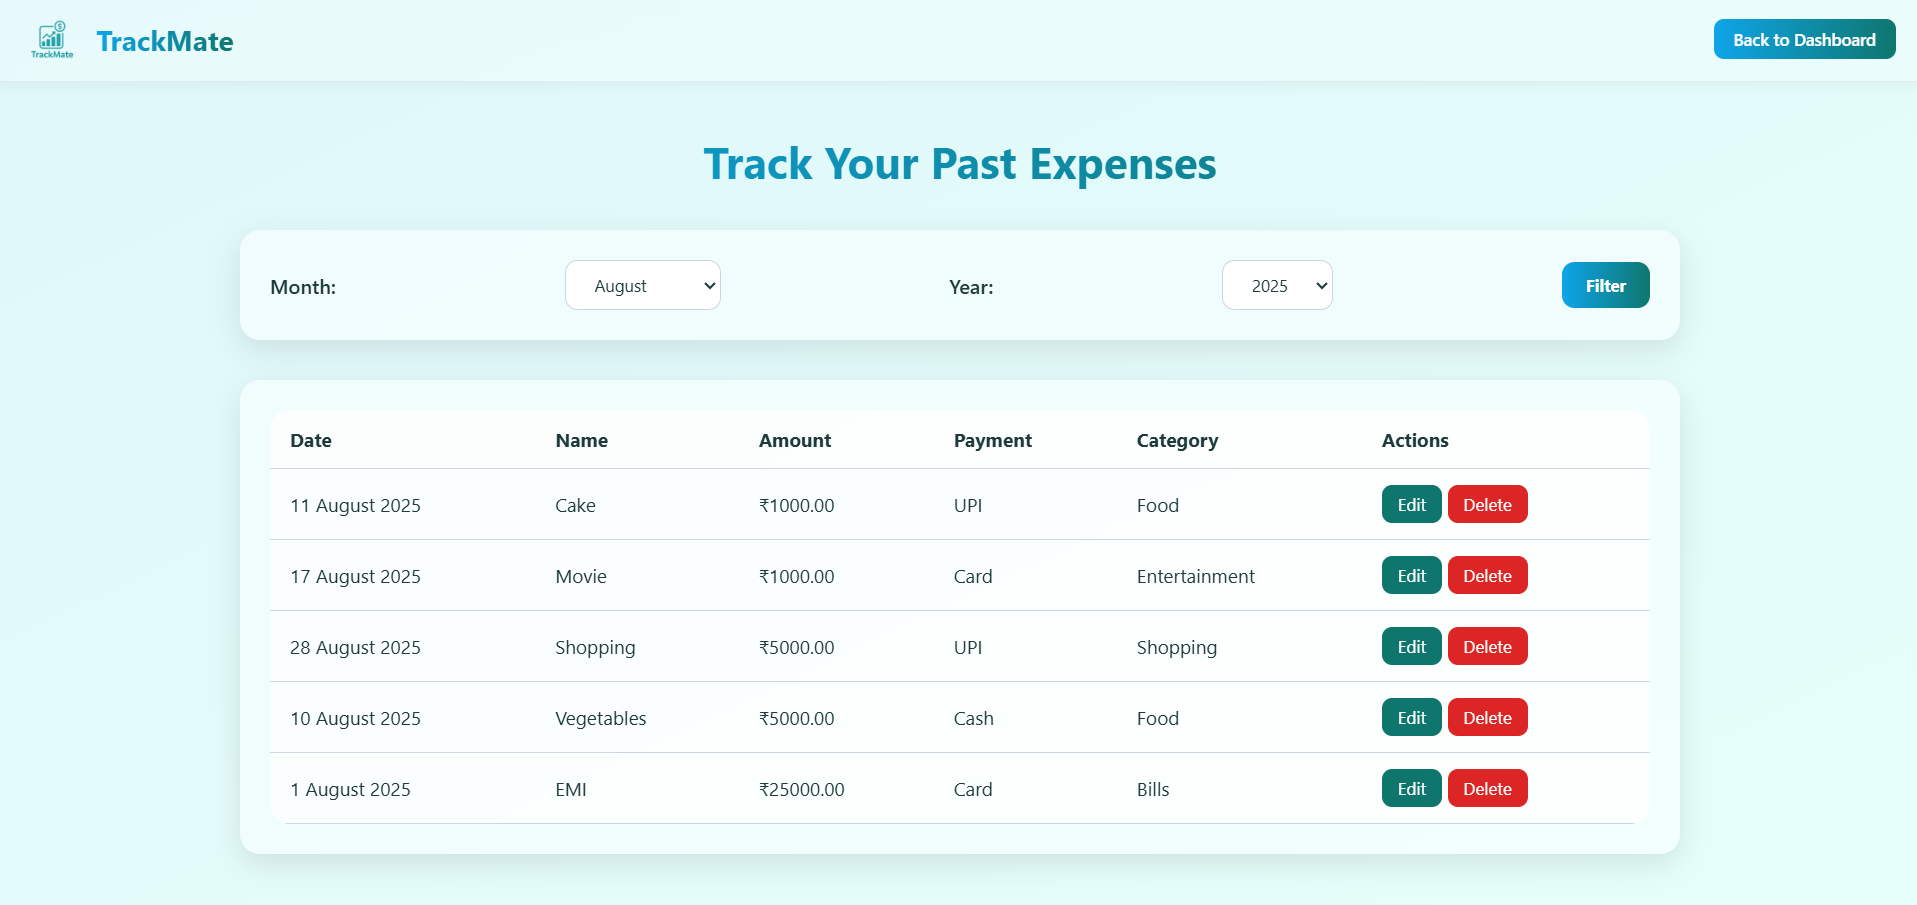 TrackMate
TrackMate
Back to Dashboard
Track Your Past Expenses
Month: August Year: 2025 Filter
Date Name Amount Payment Category Actions
11 August 2025 Cake ₹1000.00 UPI Food Edit Delete
17 August 2025 Movie ₹1000.00 Card Entertainment Edit Delete
28 August 2025 Shopping ₹5000.00 UPI Shopping Edit Delete
10 August 2025 Vegetables ₹5000.00 Cash Food Edit Delete
1 August 2025 EMI ₹25000.00 Card Bills Edit Delete